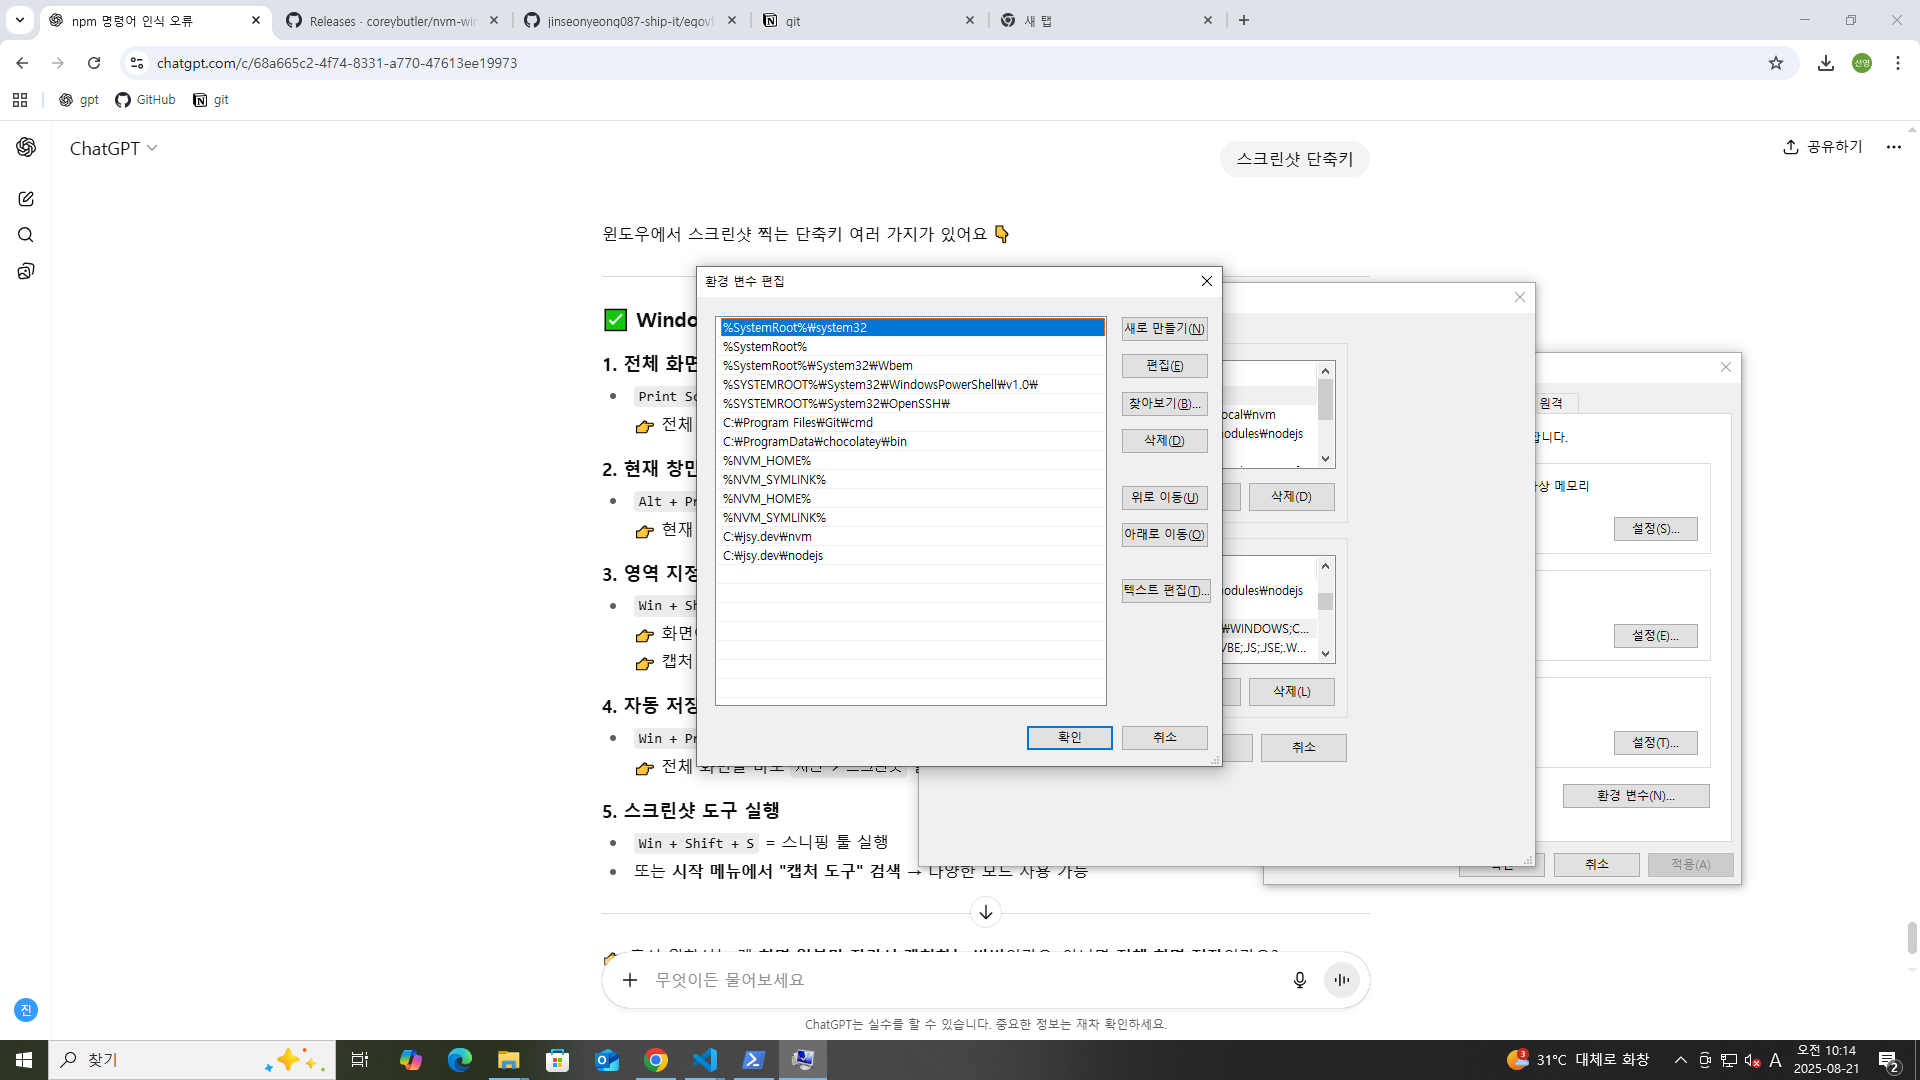 npm 명령어 인식 오류
Releases · coreybutler/nvm-win
jinseonyeong087-ship-it/egov
git
새 탭
chatgpt.com/c/68a665c2-4f74-8331-a770-47613ee19973
선영
gpt
GitHub
git
ChatGPT
공유하기
스크린샷 단축키
윈도우에서 스크린샷 찍는 단축키 여러 가지가 있어요 👇
✅ Windo
1. 전체 화면
Print Sc
👉 전체
2. 현재 창만
Alt + Pr
👉 현재
3. 영역 지정
Win + Sh
👉 화면
👉 캡처
4. 자동 저장
Win + Pr
👉 전체 화면을 바로
5. 스크린샷 도구 실행
Win + Shift + S = 스니핑 툴 실행
또는 시작 메뉴에서 "캡처 도구" 검색 → 다양한 모드 사용 가능
무엇이든 물어보세요
ChatGPT는 실수를 할 수 있습니다. 중요한 정보는 재차 확인하세요.
진
환경 변수 편집
%SystemRoot%₩system32
%SystemRoot%
%SystemRoot%₩System32₩Wbem
%SYSTEMROOT%₩System32₩WindowsPowerShell₩v1.0₩
%SYSTEMROOT%₩System32₩OpenSSH₩
C:₩Program Files₩Git₩cmd
C:₩ProgramData₩chocolatey₩bin
%NVM_HOME%
%NVM_SYMLINK%
%NVM_HOME%
%NVM_SYMLINK%
C:₩jsy.dev₩nvm
C:₩jsy.dev₩nodejs
새로 만들기(N)
편집(E)
찾아보기(B)...
삭제(D)
위로 이동(U)
아래로 이동(O)
텍스트 편집(T)...
확인
취소
ocal₩nvm
odules₩nodejs
삭제(D)
odules₩nodejs
₩WINDOWS;C...
VBE;.JS;.JSE;.W...
삭제(L)
취소
원격
합니다.
상 메모리
설정(S)...
설정(E)...
설정(T)...
환경 변수(N)...
확인
취소
적용(A)
찾기
3
31°C 대체로 화창
A
오전 10:14
2025-08-21
2